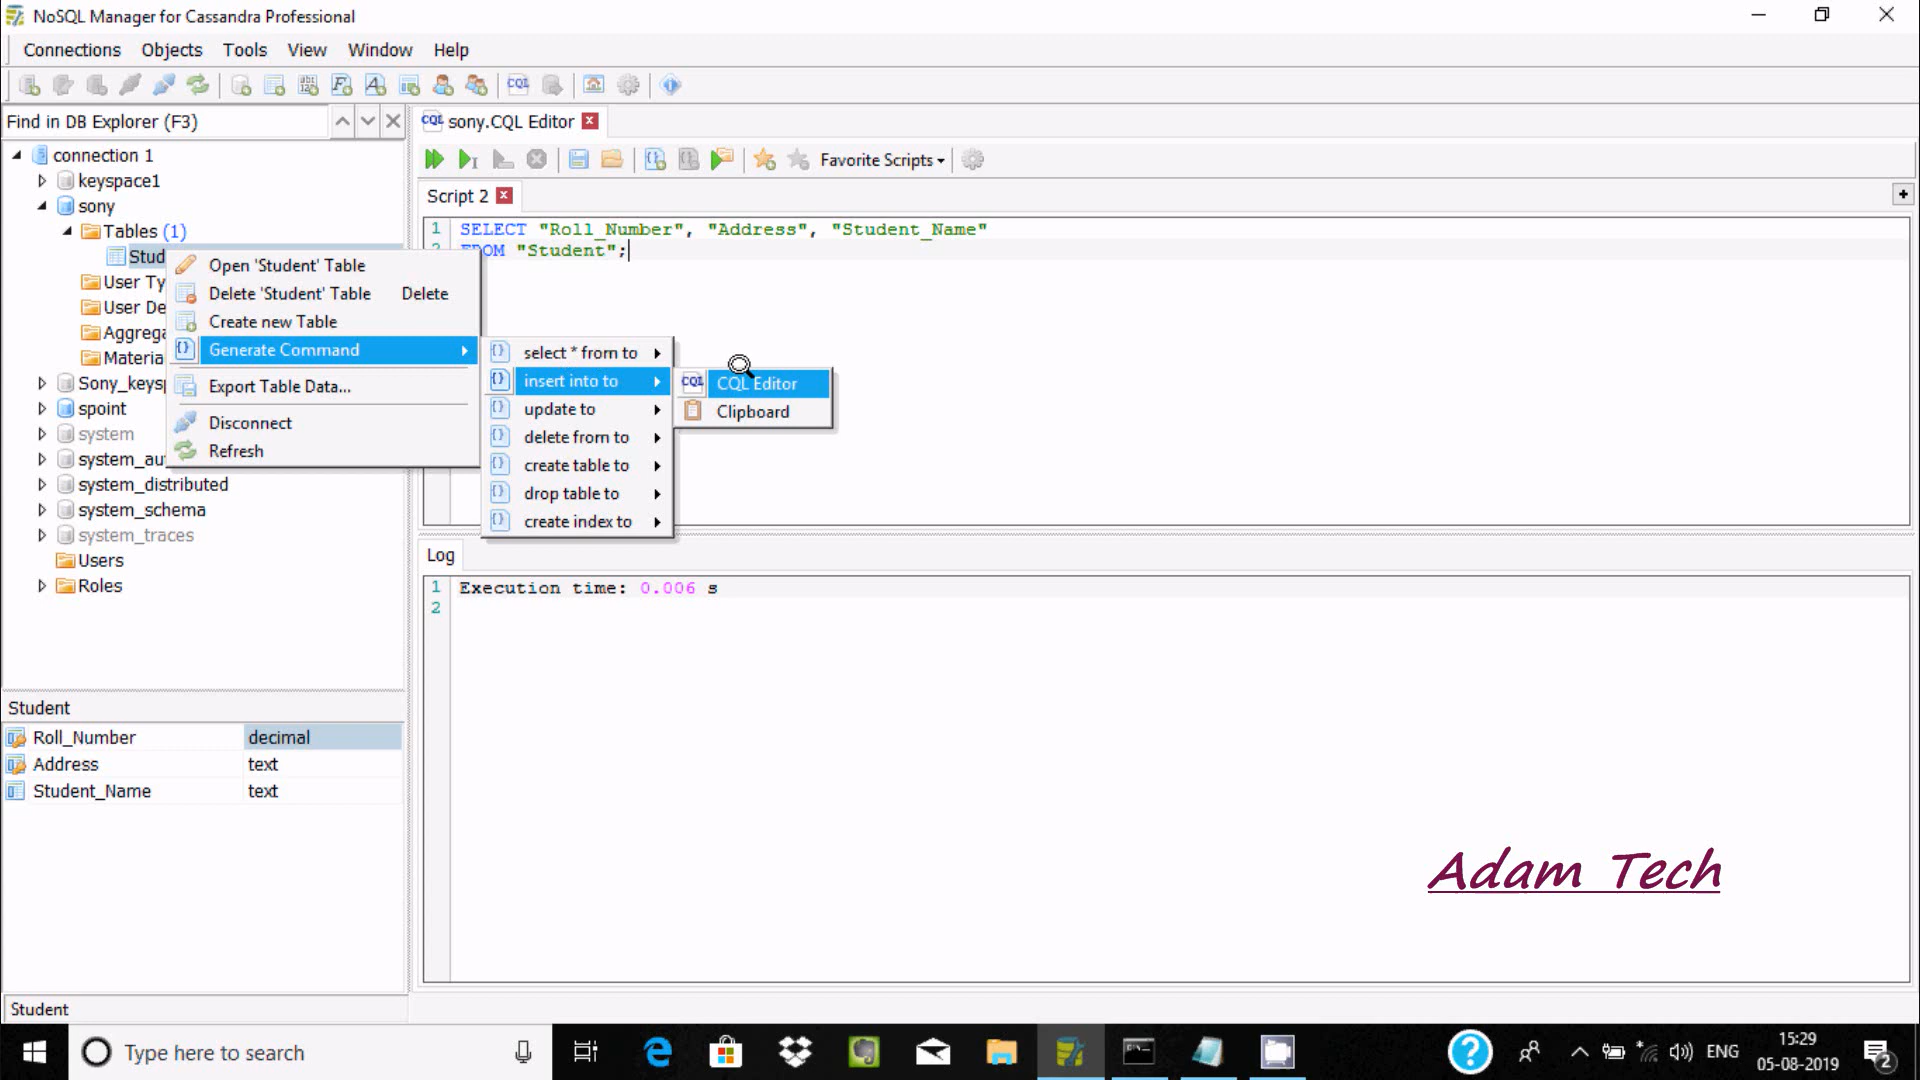 NoSQL Manager for Cassandra Professional
Connections Objects Tools View Window Help
Find in DB Explorer (F3)
sony.CQL Editor
connection 1
keyspace1
sony
Tables (1)
Stud
User Ty
User De
Aggrega
Materia
Sony_keys
spoint
system
system_au
system_distributed
system_schema
system_traces
Users
Roles
Open 'Student' Table
Delete 'Student' Table Delete
Create new Table
Generate Command
Export Table Data...
Disconnect
Refresh
select * from to
insert into to
update to
delete from to
create table to
drop table to
create index to
CQL CQL Editor
Clipboard
Favorite Scripts
Script 2
1 SELECT "Roll_Number", "Address", "Student_Name"
FROM "Student";
Log
1 Execution time: 0.006 s
2
Student
Roll_Number decimal
Address text
Student_Name text
Adam Tech
Student
Type here to search
ENG
15:29
05-08-2019
2